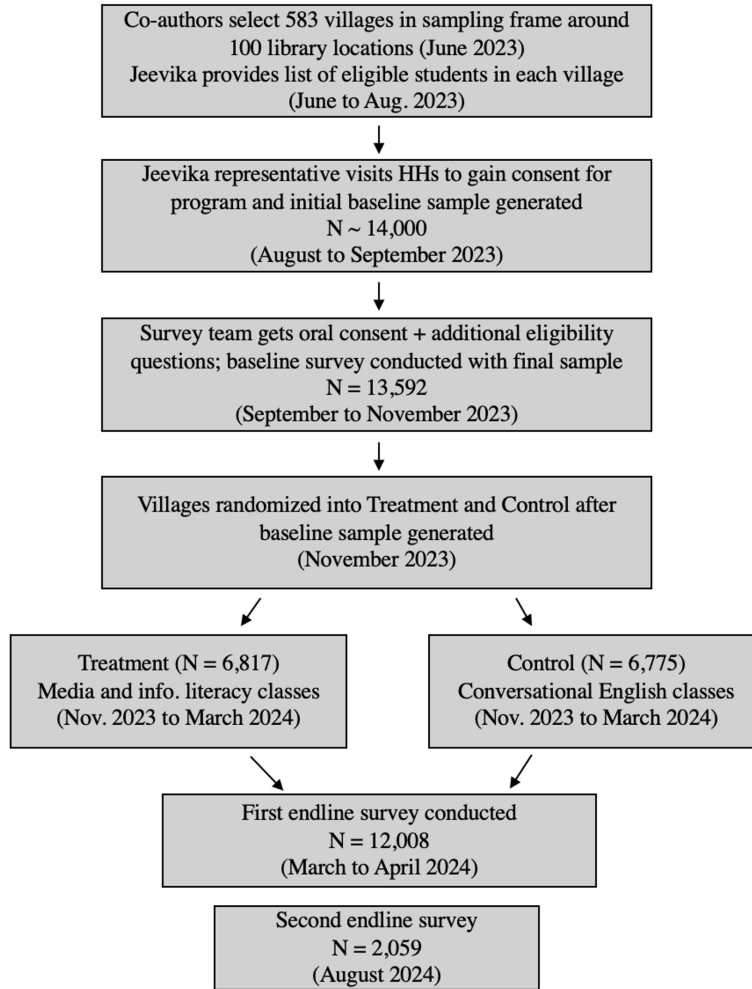 Co-authors select 583 villages in sampling frame around
100 library locations (June 2023)
Jeevika provides list of eligible students in each village
(June to Aug. 2023)
Jeevika representative visits HHs to gain consent for
program and initial baseline sample generated
N ~ 14,000
(August to September 2023)
Survey team gets oral consent + additional eligibility
questions; baseline survey conducted with final sample
N = 13,592
(September to November 2023)
Villages randomized into Treatment and Control after
baseline sample generated
(November 2023)
Treatment (N = 6,817)
Media and info. literacy classes
(Nov. 2023 to March 2024)
Control (N = 6,775)
Conversational English classes
(Nov. 2023 to March 2024)
First endline survey conducted
N = 12,008
(March to April 2024)
Second endline survey
N = 2,059
(August 2024)